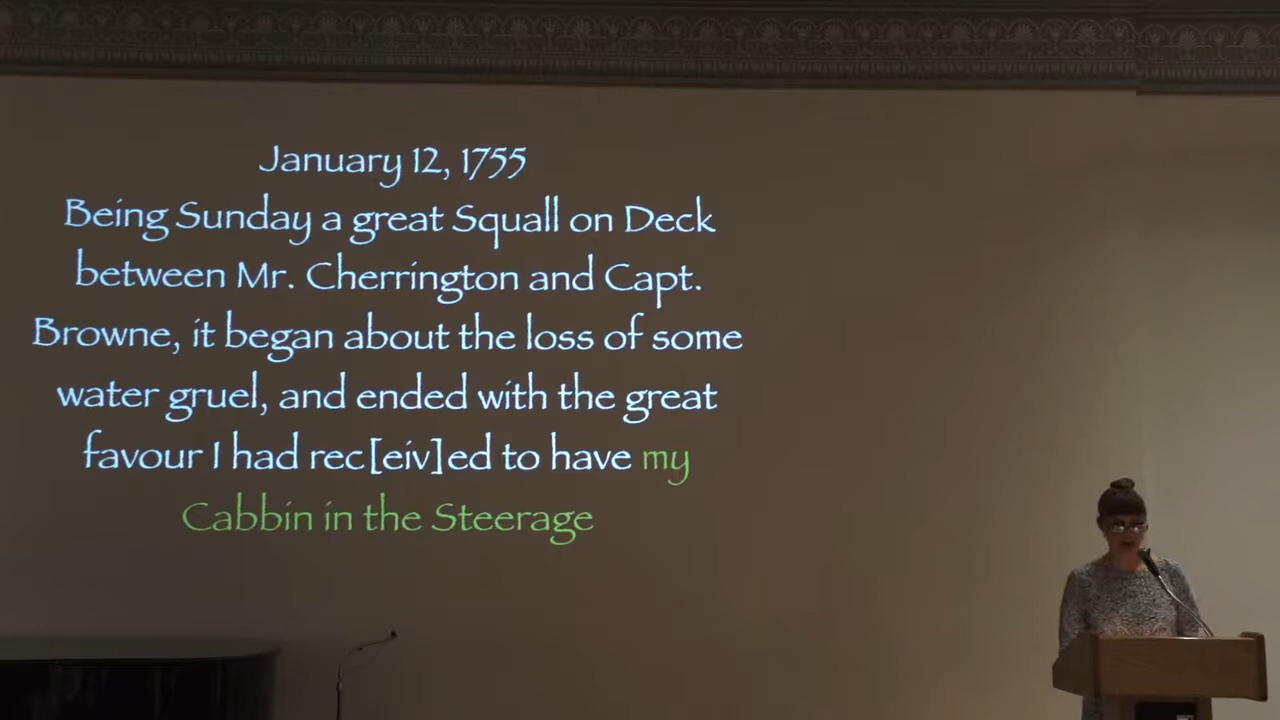 January 12, 1755
Being Sunday a great Squall on Deck
between Mr. Cherrington and Capt.
Browne, it began about the loss of some
water gruel, and ended with the great
favour I had rec[eiv]ed to have my
Cabbin in the Steerage